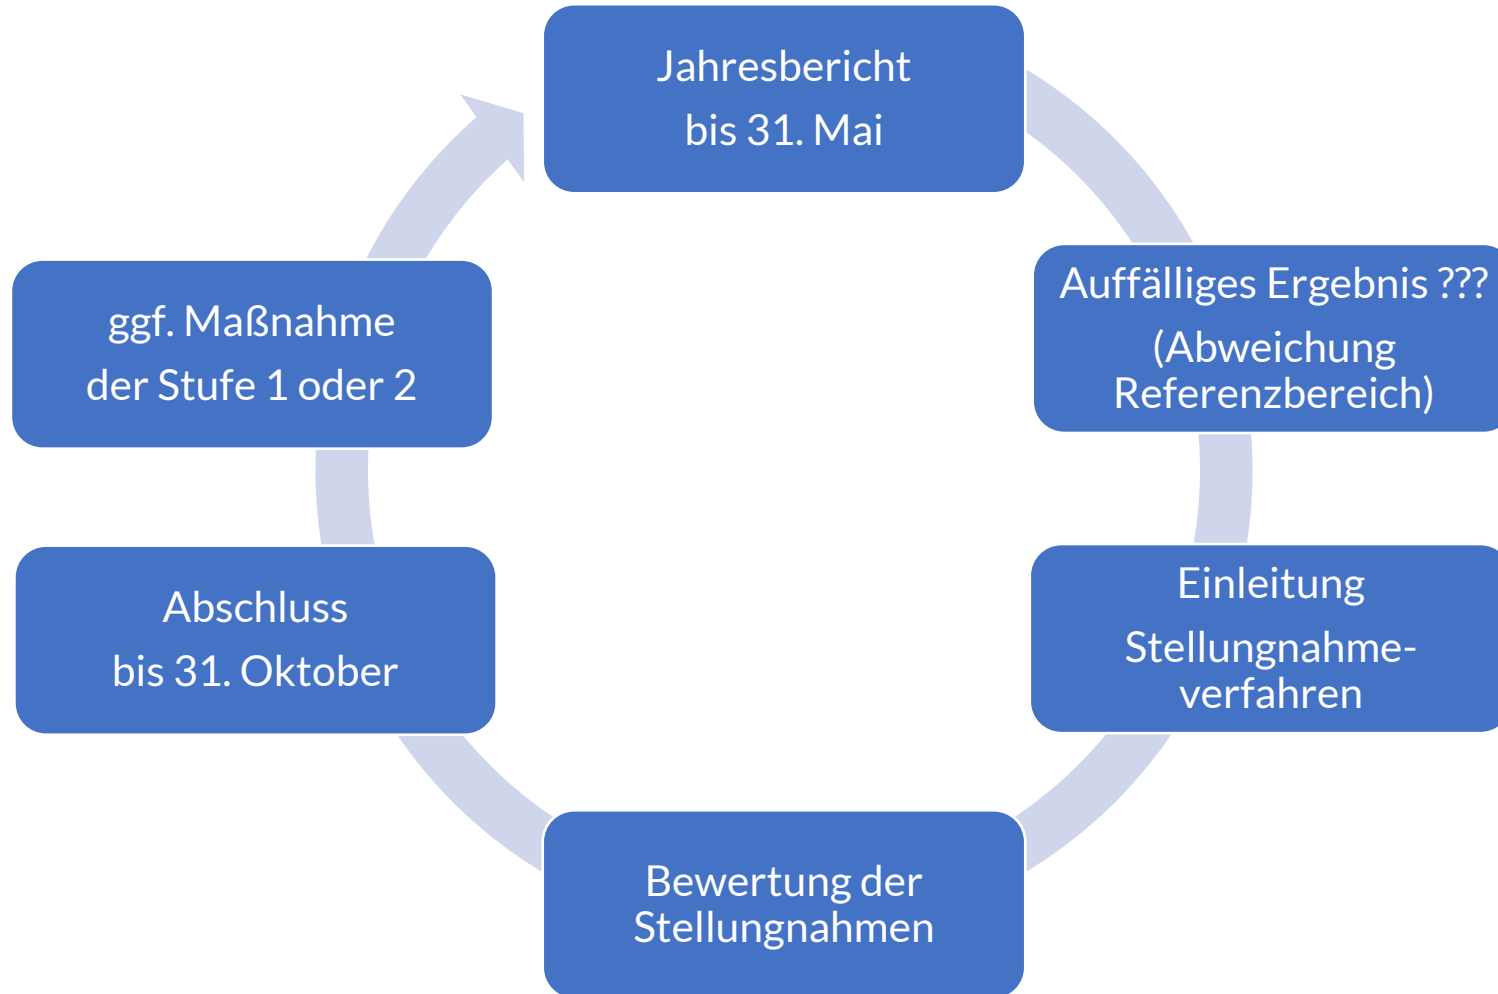 Jahresbericht
bis 31. Mai
Auffälliges Ergebnis ???
(Abweichung
Referenzbereich)
Einleitung
Stellungnahme-
verfahren
Bewertung der
Stellungnahmen
Abschluss
bis 31. Oktober
ggf. Maßnahme
der Stufe 1 oder 2